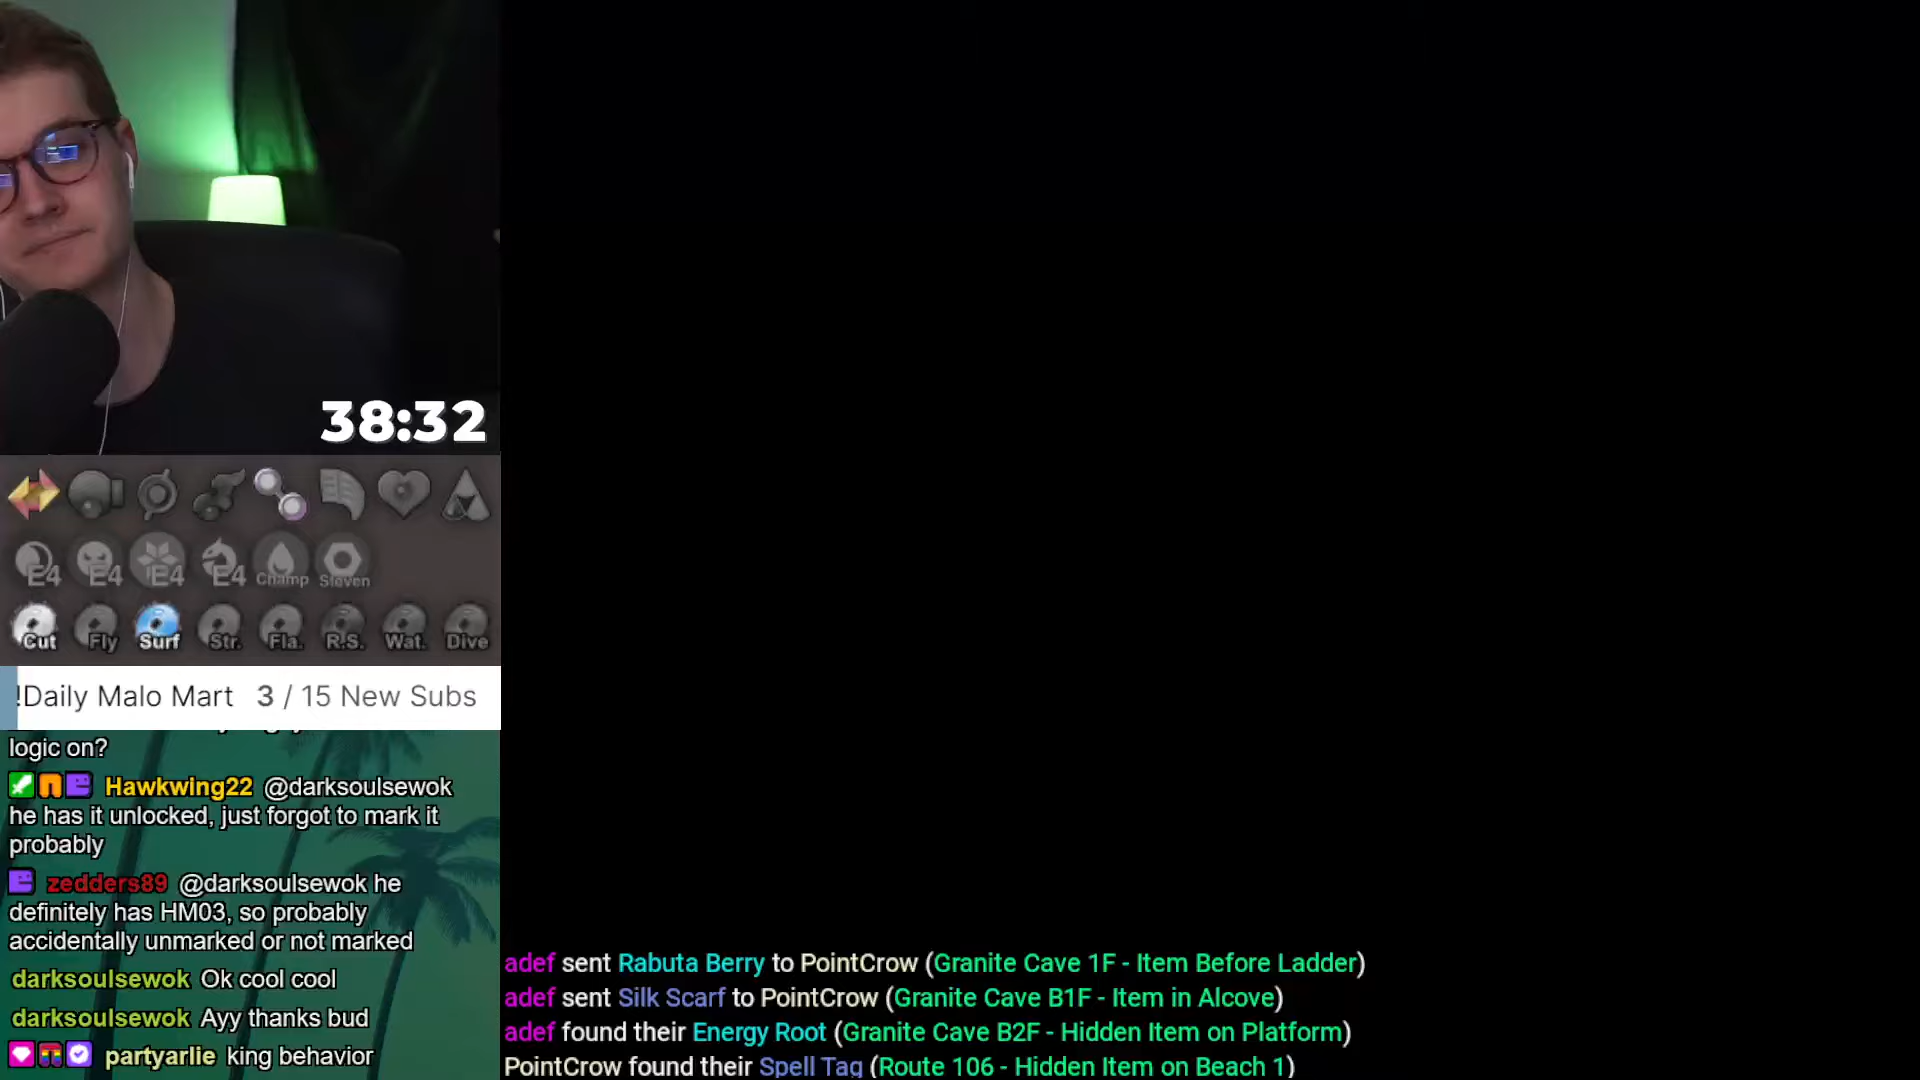 38:32
E4 E4 E4 E4 Champ Steven
Cut Fly Surf Str. Fla. R.S. Wat. Dive
!Daily Malo Mart 3 / 15 New Subs
logic on?
Hawkwing22 @darksoulsewok
he has it unlocked, just forgot to mark it
probably
zedders89 @darksoulsewok he
definitely has HM03, so probably
accidentally unmarked or not marked
darksoulsewok Ok cool cool
darksoulsewok Ayy thanks bud
partyarlie king behavior
adef sent Rabuta Berry to PointCrow (Granite Cave 1F - Item Before Ladder)
adef sent Silk Scarf to PointCrow (Granite Cave B1F - Item in Alcove)
adef found their Energy Root (Granite Cave B2F - Hidden Item on Platform)
PointCrow found their Spell Tag (Route 106 - Hidden Item on Beach 1)